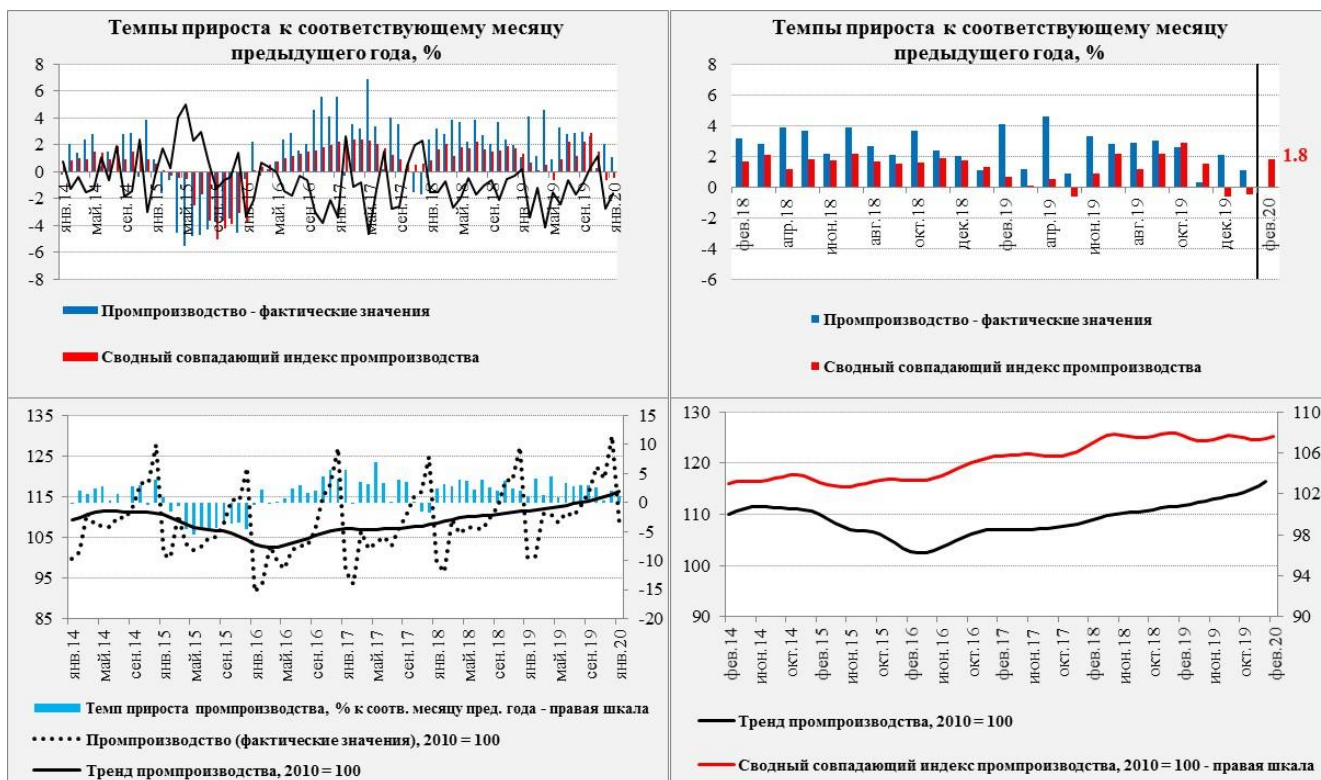 Темпы прироста к соответствующему месяцу
предыдущего года, %
8
6
4
2
0
-2
-4
-6
-8
янв.14
май.14
сен.14
янв.15
май.15
сен.15
янв.16
май.16
сен.16
янв.17
май.17
сен.17
янв.18
май.18
сен.18
янв.19
май.19
сен.19
янв.20
Промпроизводство - фактические значения
Сводный совпадающий индекс промпроизводства
Темпы прироста к соответствующему месяцу
предыдущего года, %
8
6
4
2
0
-2
-4
-6
1.8
фев.18
апр.18
июн.18
авг.18
окт.18
дек.18
фев.19
апр.19
июн.19
авг.19
окт.19
дек.19
фев.20
Промпроизводство - фактические значения
Сводный совпадающий индекс промпроизводства
135
125
115
105
95
85
15
10
5
0
-5
-10
-15
-20
янв.14
май.14
сен.14
янв.15
май.15
сен.15
янв.16
май.16
сен.16
янв.17
май.17
сен.17
янв.18
май.18
сен.18
янв.19
май.19
сен.19
янв.20
Темп прироста промпроизводства, % к соотв. месяцу пред. года - правая шкала
Промпроизводство (фактические значения), 2010 = 100
Тренд промпроизводства, 2010 = 100
130
120
110
100
90
110
106
102
98
94
90
фев.14
июн.14
окт.14
фев.15
июн.15
окт.15
фев.16
июн.16
окт.16
фев.17
июн.17
окт.17
фев.18
июн.18
окт.18
фев.19
июн.19
окт.19
фев.20
Тренд промпроизводства, 2010 = 100
Сводный совпадающий индекс промпроизводства, 2010 = 100 - правая шкала